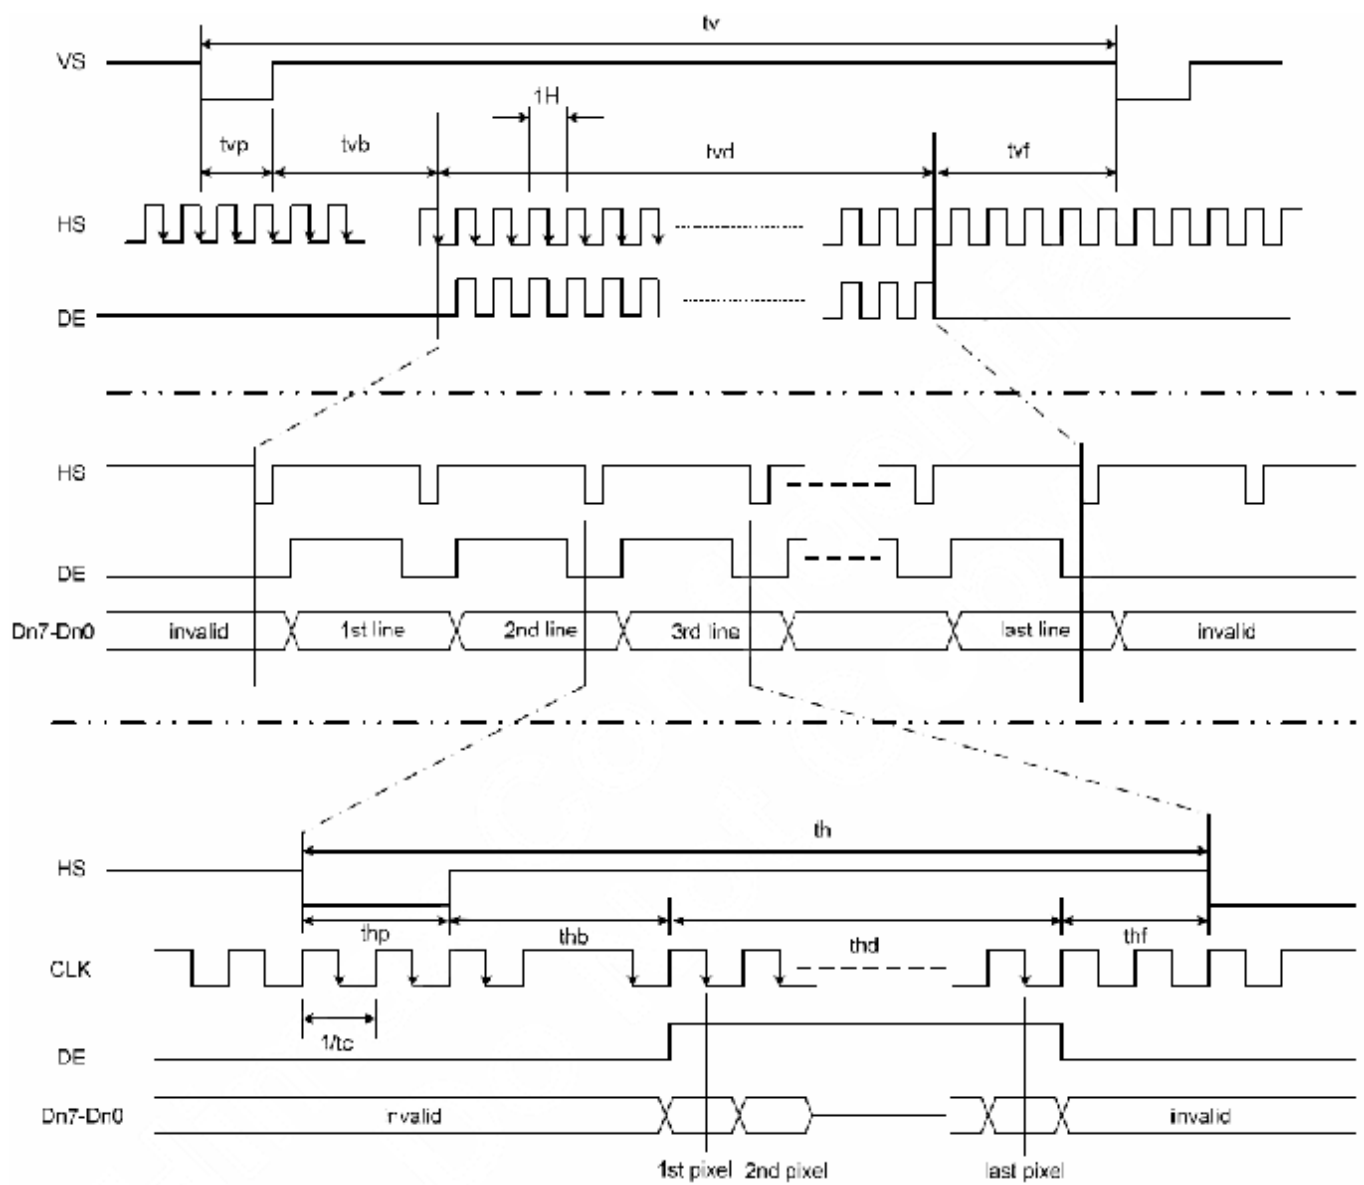 tv
VS
1H
tvp
tvb
tvd
tvf
HS
DE
HS
DE
Dn7-Dn0
invalid
1st line
2nd line
3rd line
last line
invalid
th
HS
thp
thb
thd
thf
CLK
1/tc
DE
Dn7-Dn0
invalid
invalid
1st pixel
2nd pixel
last pixel